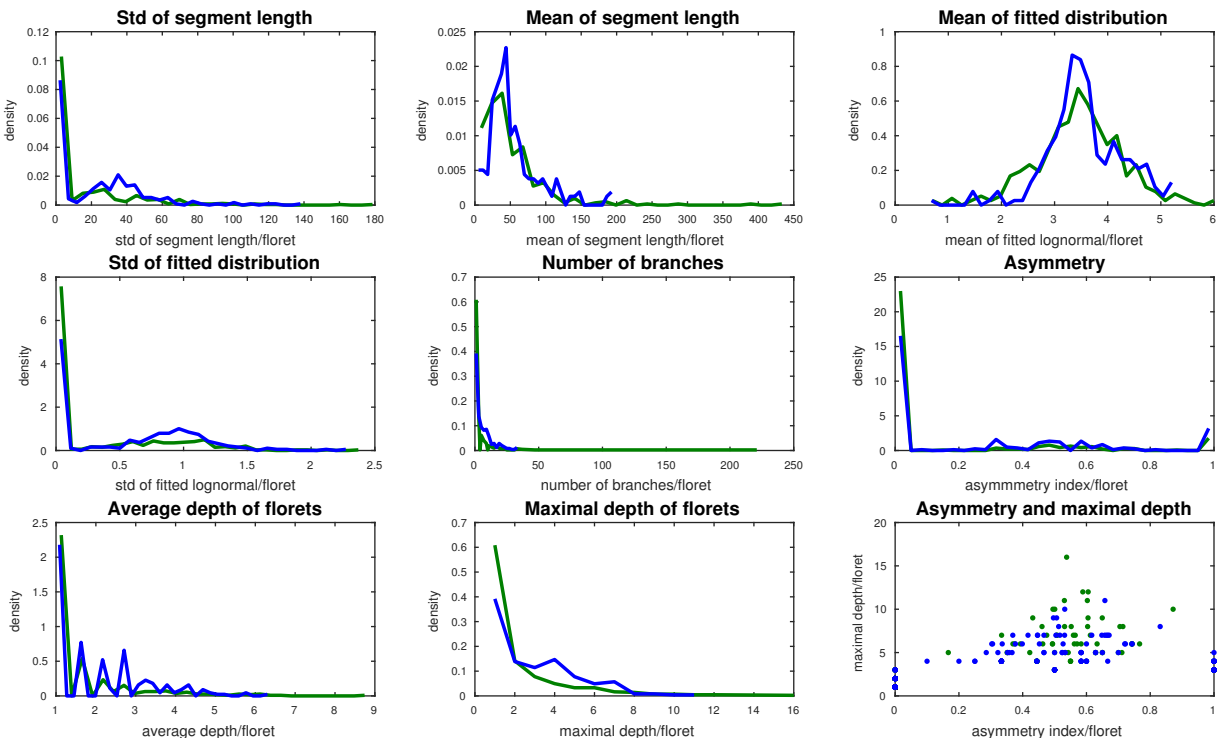 Std of segment length
0.12
0.1
0.08
0.06
0.04
0.02
0
density
0 20 40 60 80 100 120 140 160 180
std of segment length/floret
Mean of segment length
0.025
0.02
0.015
0.01
0.005
0
density
0 50 100 150 200 250 300 350 400 450
mean of segment length/floret
Mean of fitted distribution
1
0.8
0.6
0.4
0.2
0
density
0 1 2 3 4 5 6
mean of fitted lognormal/floret
Std of fitted distribution
8
6
4
2
0
density
0 0.5 1 1.5 2 2.5
std of fitted lognormal/floret
Number of branches
0.7
0.6
0.5
0.4
0.3
0.2
0.1
0
density
0 50 100 150 200 250
number of branches/floret
Asymmetry
25
20
15
10
5
0
density
0 0.2 0.4 0.6 0.8 1
asymmmetry index/floret
Average depth of florets
2.5
2
1.5
1
0.5
0
density
1 2 3 4 5 6 7 8 9
average depth/floret
Maximal depth of florets
0.7
0.6
0.5
0.4
0.3
0.2
0.1
0
density
0 2 4 6 8 10 12 14 16
maximal depth/floret
Asymmetry and maximal depth
20
15
10
5
0
maximal depth/floret
0 0.2 0.4 0.6 0.8 1
asymmetry index/floret